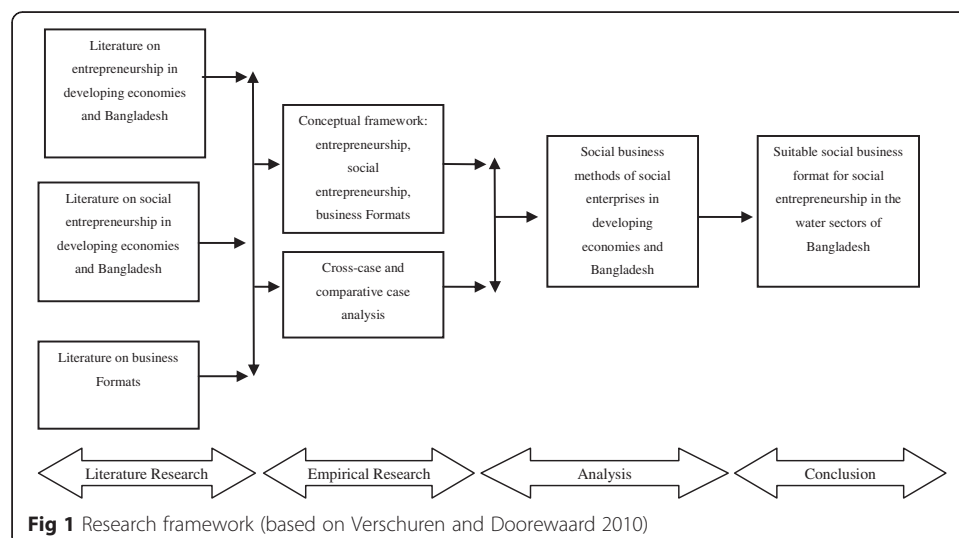 Literature on
entrepreneurship in
developing economies
and Bangladesh
Literature on social
entrepreneurship in
developing economies
and Bangladesh
Literature on business
Formats
Conceptual framework:
entrepreneurship,
social
entrepreneurship,
business Formats
Cross-case and
comparative case
analysis
Social business
methods of social
enterprises in
developing
economies and
Bangladesh
Suitable social business
format for social
entrepreneurship in the
water sectors of
Bangladesh
Literature Research
Empirical Research
Analysis
Conclusion
Fig 1 Research framework (based on Verschuren and Doorewaard 2010)